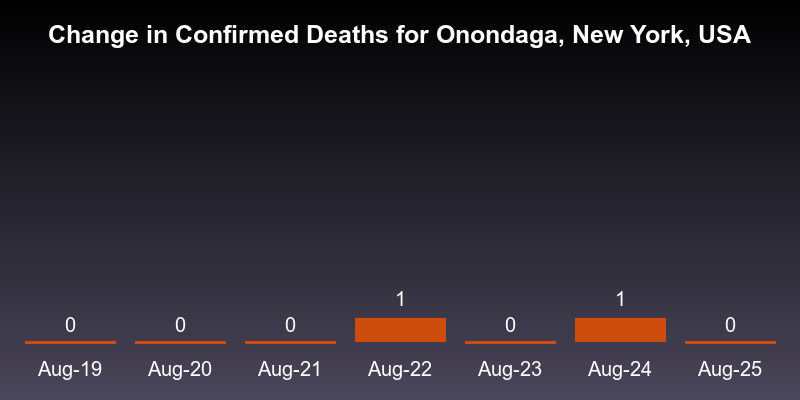 Change in Confirmed Deaths for Onondaga, New York, USA
0 0 0 1 0 1 0
Aug-19 Aug-20 Aug-21 Aug-22 Aug-23 Aug-24 Aug-25